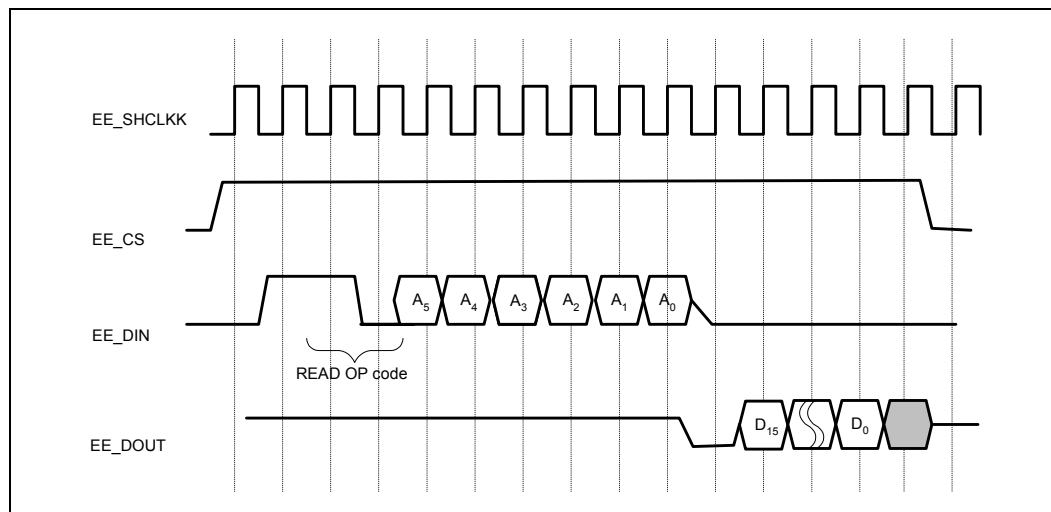 EE_SHCLKK
EE_CS
EE_DIN
A5 A4 A3 A2 A1 A0
READ OP code
EE_DOUT
D15 D0